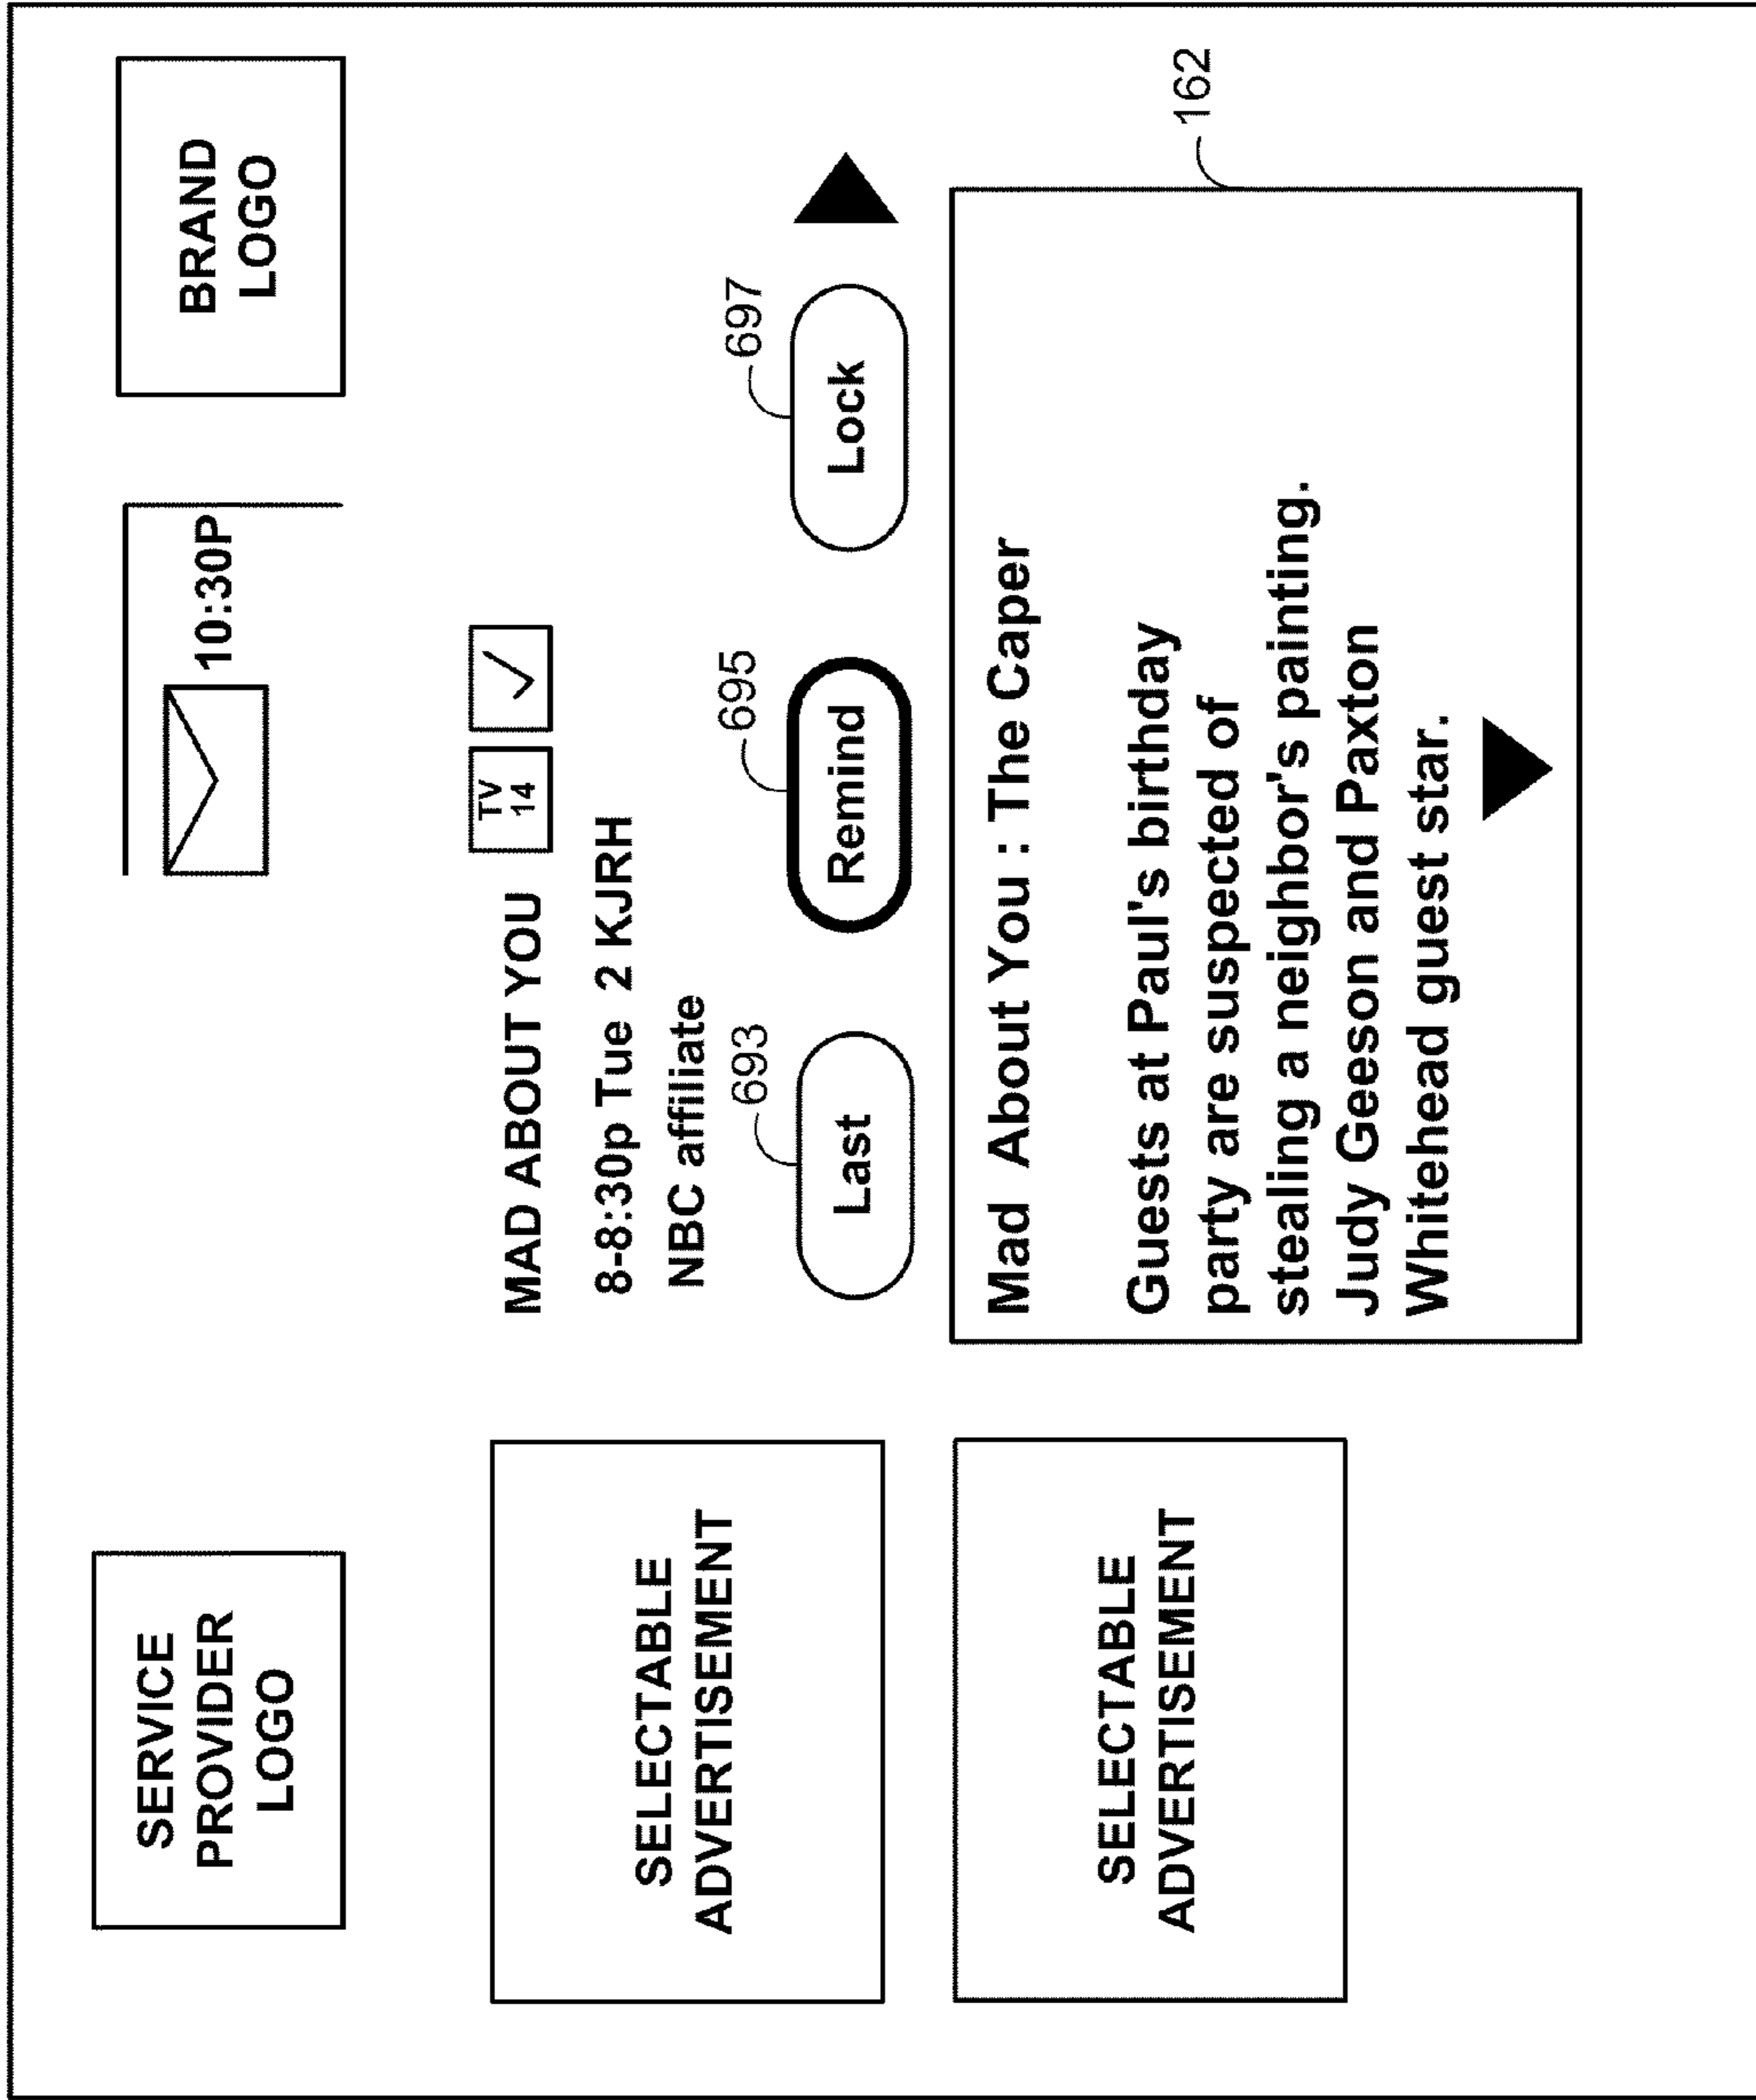 SERVICE
PROVIDER
LOGO
10:30P
BRAND
LOGO
SELECTABLE
ADVERTISEMENT
MAD ABOUT YOU
TV
14
8-8:30p Tue 2 KJRH
NBC affiliate
693
695
697
Last
Remind
Lock
SELECTABLE
ADVERTISEMENT
Mad About You : The Caper
Guests at Paul's birthday
party are suspected of
stealing a neighbor's painting.
Judy Geeson and Paxton
Whitehead guest star.
162